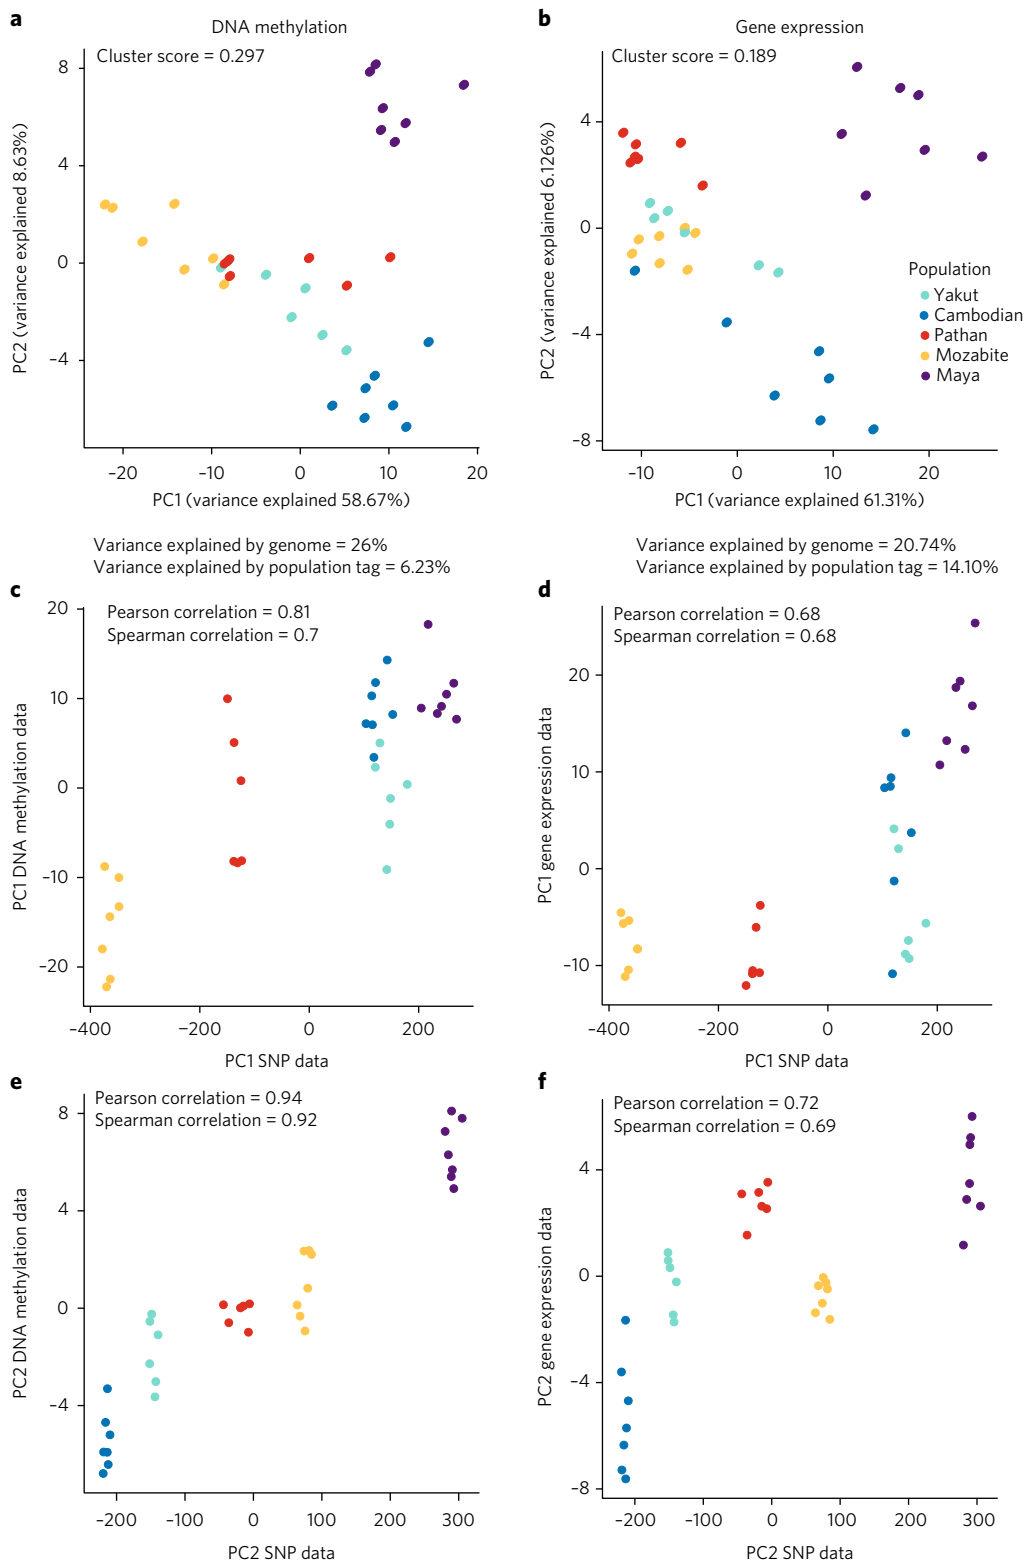 a
DNA methylation
Cluster score = 0.297
8
4
0
−4
PC2 (variance explained 8.63%)
−20
−10
0
10
20
PC1 (variance explained 58.67%)
b
Gene expression
Cluster score = 0.189
4
0
−4
−8
PC2 (variance explained 6.126%)
Population
Yakut
Cambodian
Pathan
Mozabite
Maya
−10
0
10
20
PC1 (variance explained 61.31%)
Variance explained by genome = 26%
Variance explained by population tag = 6.23%
Variance explained by genome = 20.74%
Variance explained by population tag = 14.10%
c
Pearson correlation = 0.81
Spearman correlation = 0.7
20
10
0
−10
−20
PC1 DNA methylation data
−400
−200
0
200
PC1 SNP data
d
Pearson correlation = 0.68
Spearman correlation = 0.68
20
10
0
−10
PC1 gene expression data
−400
−200
0
200
PC1 SNP data
e
Pearson correlation = 0.94
Spearman correlation = 0.92
8
4
0
−4
PC2 DNA methylation data
−200
−100
0
100
200
300
PC2 SNP data
f
Pearson correlation = 0.72
Spearman correlation = 0.69
4
0
−4
−8
PC2 gene expression data
−200
−100
0
100
200
300
PC2 SNP data